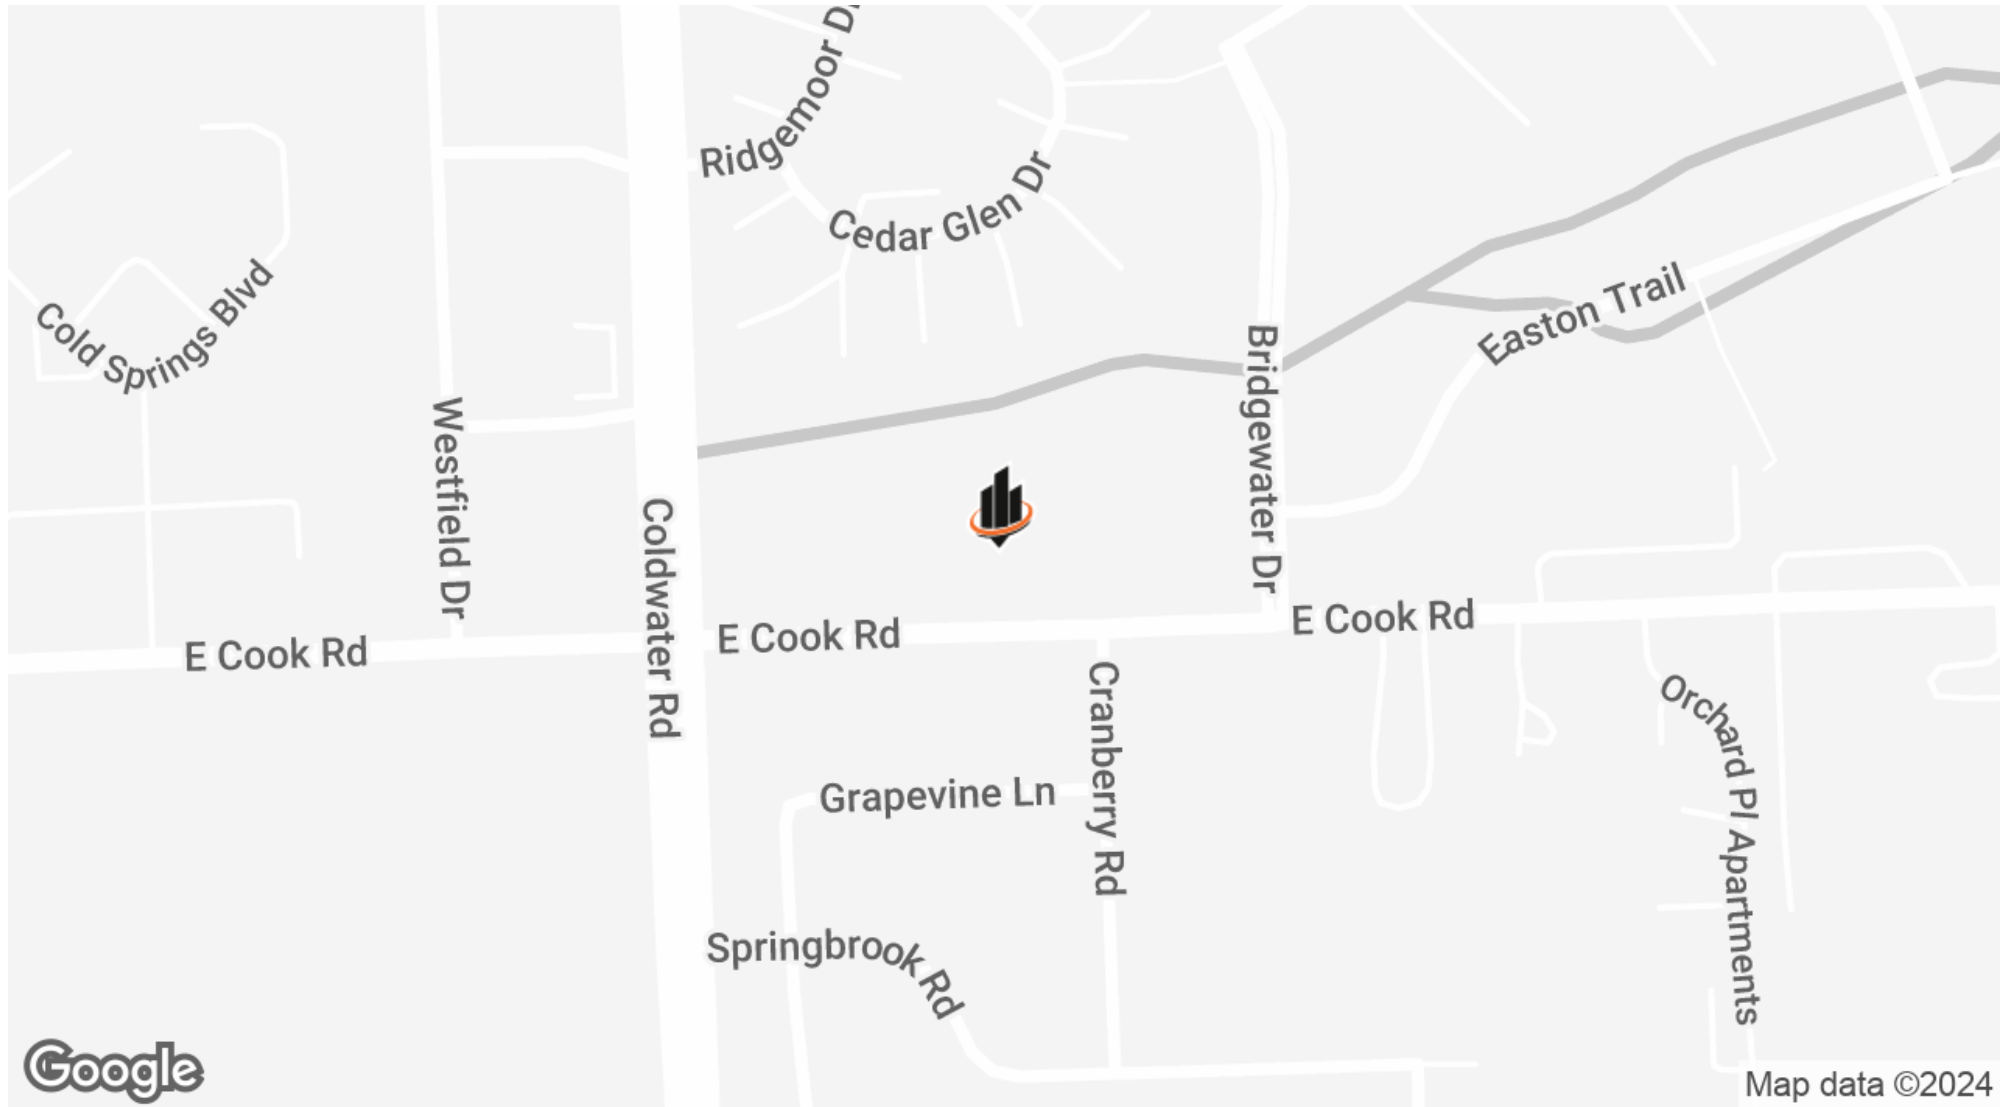 Ridgemoor Dr
Cedar Glen Dr
Cold Springs Blvd
Easton Trail
Bridgewater Dr
Westfield Dr
Coldwater Rd
E Cook Rd
E Cook Rd
E Cook Rd
Cranberry Rd
Orchard Pl Apartments
Grapevine Ln
Springbrook Rd
Google
Map data ©2024